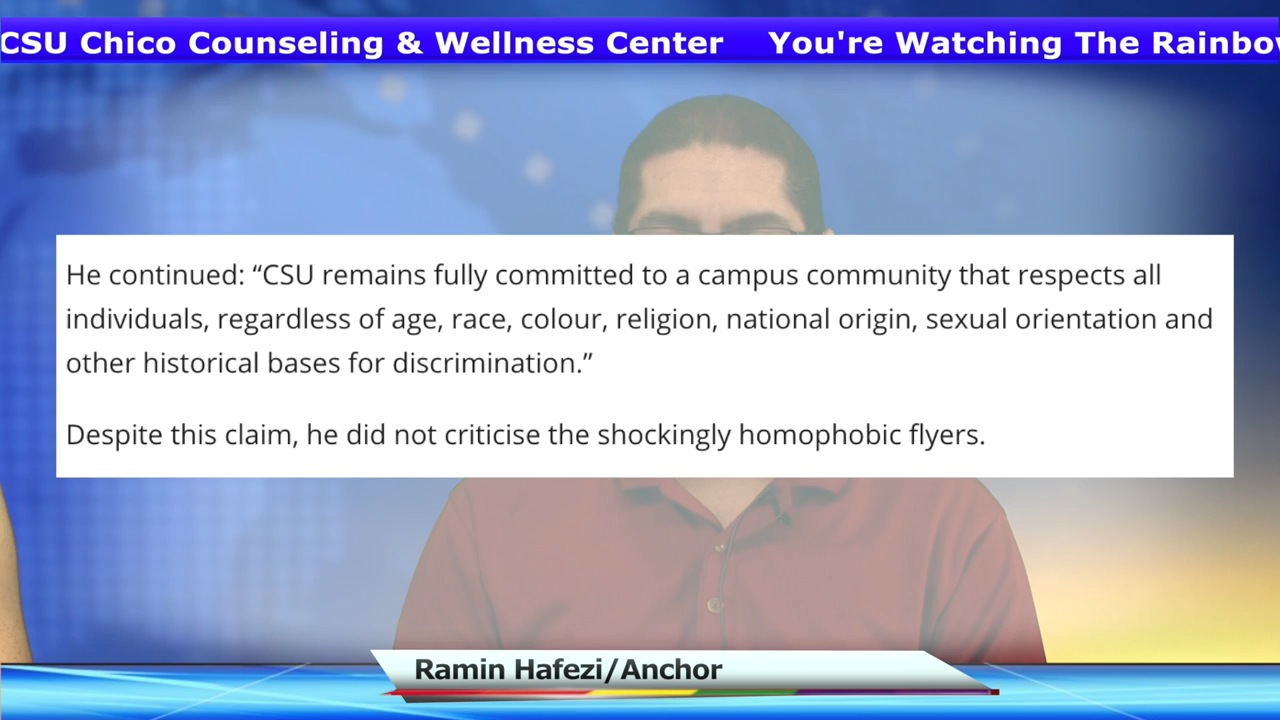 CSU Chico Counseling & Wellness Center You're Watching The Rainbow
He continued: “CSU remains fully committed to a campus community that respects all
individuals, regardless of age, race, colour, religion, national origin, sexual orientation and
other historical bases for discrimination.”
Despite this claim, he did not criticise the shockingly homophobic flyers.
Ramin Hafezi/Anchor